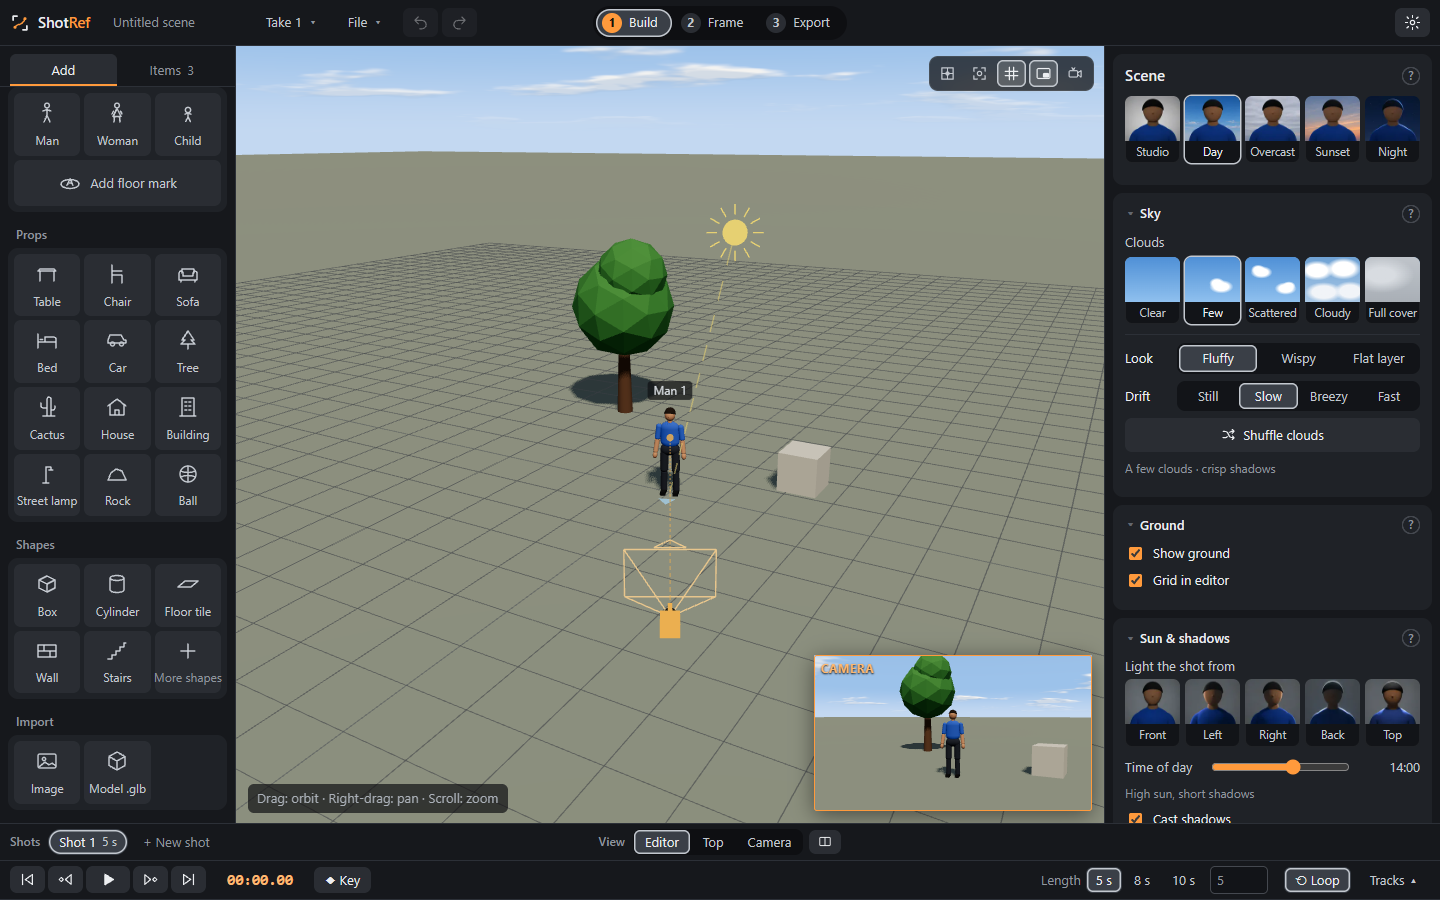 ShotRef
Untitled scene
Take 1
File
1 Build
2 Frame
3 Export
Add
Items 3
Man
Woman
Child
Add floor mark
Props
Table
Chair
Sofa
Bed
Car
Tree
Cactus
House
Building
Street lamp
Rock
Ball
Shapes
Box
Cylinder
Floor tile
Wall
Stairs
More shapes
Import
Image
Model .glb
Man 1
CAMERA
Drag: orbit · Right-drag: pan · Scroll: zoom
Scene
?
Studio
Day
Overcast
Sunset
Night
Sky
?
Clouds
Clear
Few
Scattered
Cloudy
Full cover
Look
Fluffy
Wispy
Flat layer
Drift
Still
Slow
Breezy
Fast
Shuffle clouds
A few clouds · crisp shadows
Ground
?
Show ground
Grid in editor
Sun & shadows
?
Light the shot from
Front
Left
Right
Back
Top
Time of day
14:00
High sun, short shadows
Cast shadows
Shots
Shot 1 5 s
+ New shot
View
Editor
Top
Camera
00:00.00
Key
Length
5 s
8 s
10 s
5
Loop
Tracks